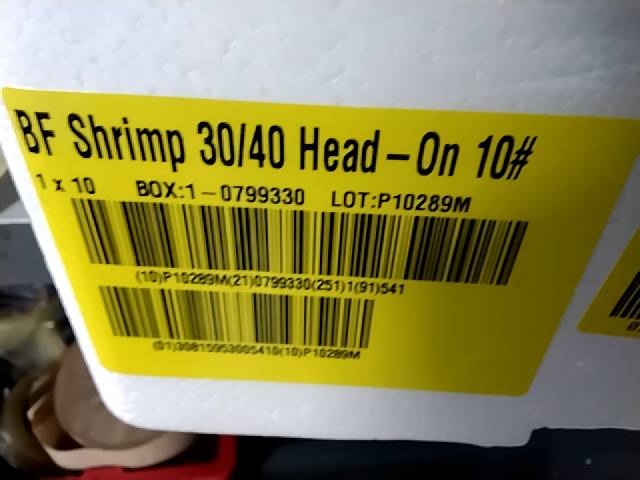 BF Shrimp 30/40 Head-On 10#
1 x 10 BOX:1-0799330 LOT:P10289M
(10)P10289M(21)0799330(251)1(91)541
(01)30815953005410(10)P10289M